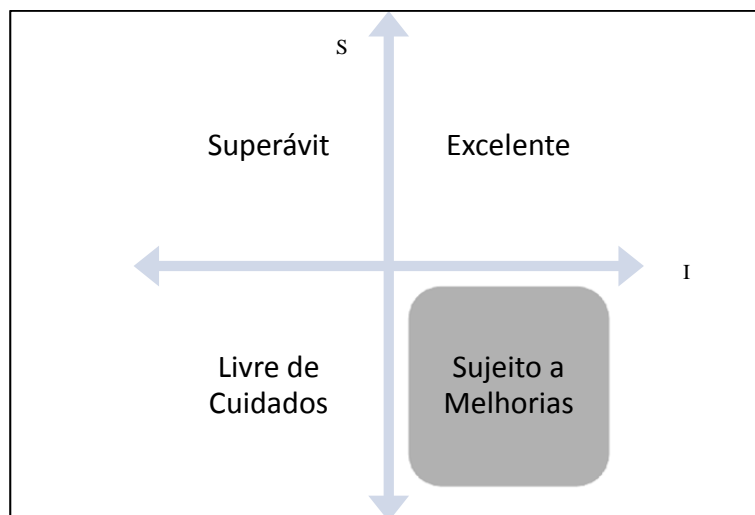 S
Superávit
Excelente
I
Livre de
Cuidados
Sujeito a
Melhorias